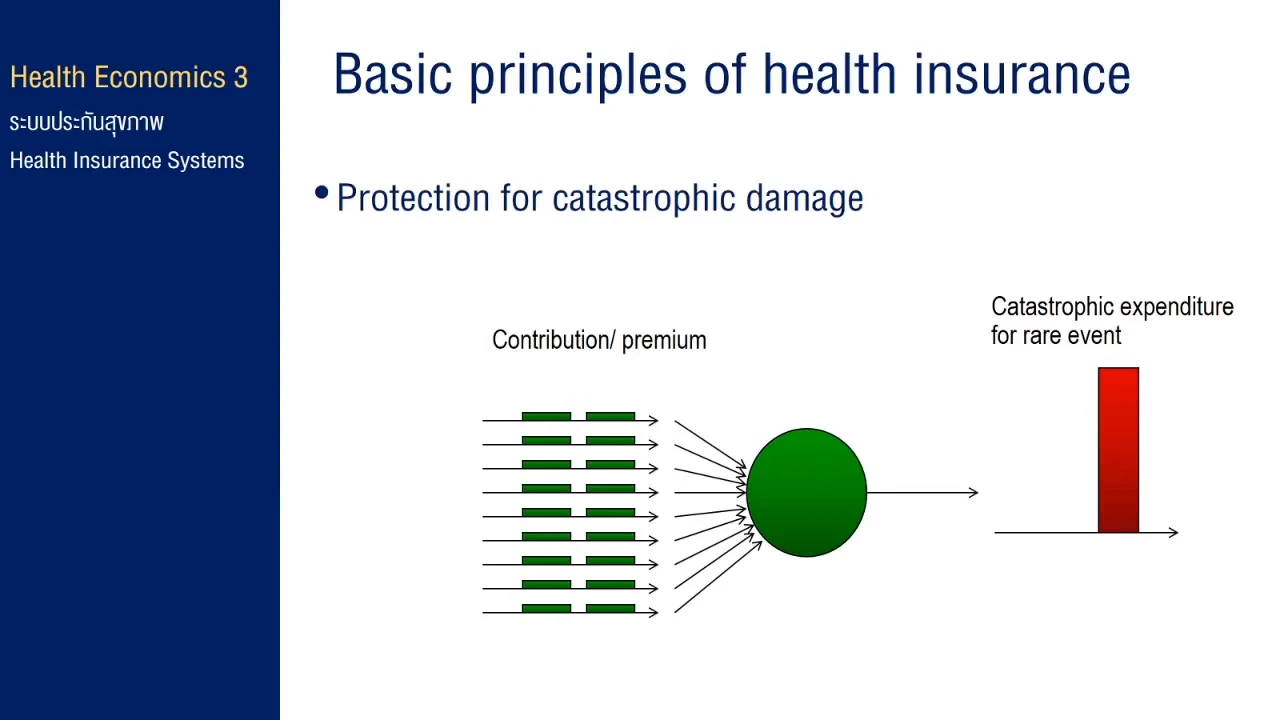 Health Economics 3
ระบบประกันสุขภาพ
Health Insurance Systems
Basic principles of health insurance
• Protection for catastrophic damage
Contribution/ premium
Catastrophic expenditure
for rare event